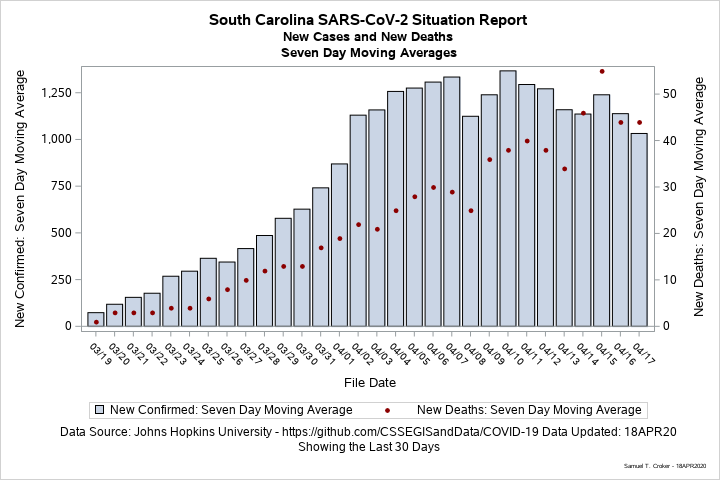 South Carolina SARS-CoV-2 Situation Report
New Cases and New Deaths
Seven Day Moving Averages
New Confirmed: Seven Day Moving Average
1,250
1,000
750
500
250
0
50
40
30
20
10
0
New Deaths: Seven Day Moving Average
03/19 03/20 03/21 03/22 03/23 03/24 03/25 03/26 03/27 03/28 03/29 03/30 03/31 04/01 04/02 04/03 04/04 04/05 04/06 04/07 04/08 04/09 04/10 04/11 04/12 04/13 04/14 04/15 04/16 04/17
File Date
New Confirmed: Seven Day Moving Average New Deaths: Seven Day Moving Average
Data Source: Johns Hopkins University - https://github.com/CSSEGISandData/COVID-19 Data Updated: 18APR20
Showing the Last 30 Days
Samuel T. Croker - 18APR2020